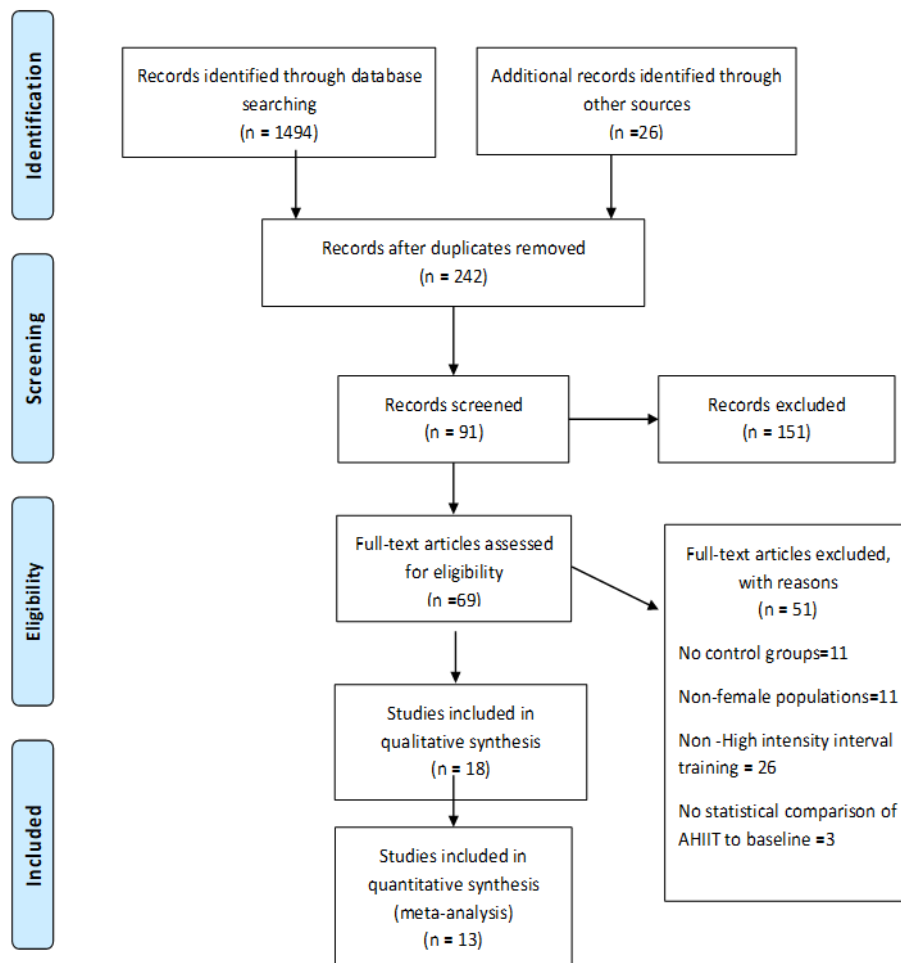 Identification
Records identified through database
searching
(n = 1494)
Additional records identified through
other sources
(n =26)
Records after duplicates removed
(n = 242)
Screening
Records screened
(n = 91)
Records excluded
(n = 151)
Eligibility
Full-text articles assessed
for eligibility
(n =69)
Full-text articles excluded,
with reasons
(n = 51)
No control groups=11
Non-female populations=11
Non -High intensity interval
training = 26
No statistical comparison of
AHIIT to baseline =3
Studies included in
qualitative synthesis
(n = 18)
Included
Studies included in
quantitative synthesis
(meta-analysis)
(n = 13)